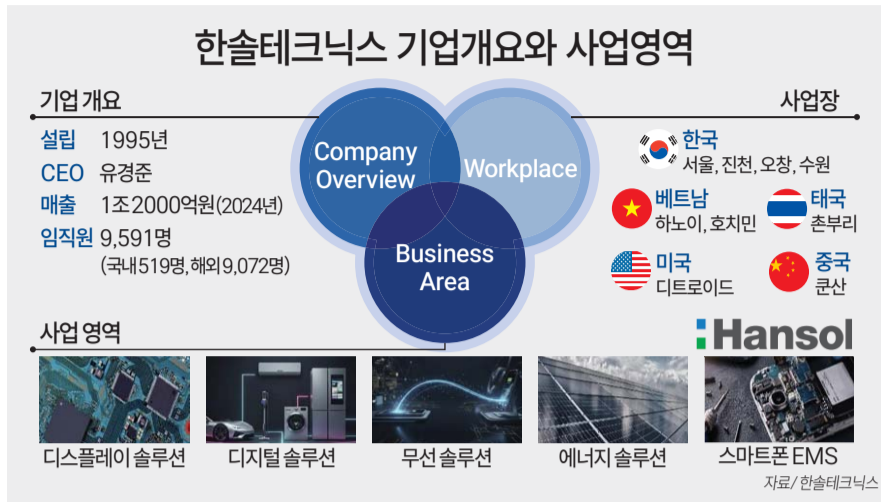 한솔테크닉스 기업개요와 사업영역
기업 개요
설립 1995년
CEO 유경준
매출 1조 2000억원(2024년)
임직원 9,591명
(국내 519명, 해외 9,072명)
Company
Overview
Workplace
Business
Area
사업장
한국
서울, 진천, 오창, 수원
베트남
하노이, 호치민
태국
촌부리
미국
디트로이드
중국
쿤산
사업 영역
Hansol
디스플레이 솔루션
디지털 솔루션
무선 솔루션
에너지 솔루션
스마트폰 EMS
자료/ 한솔테크닉스